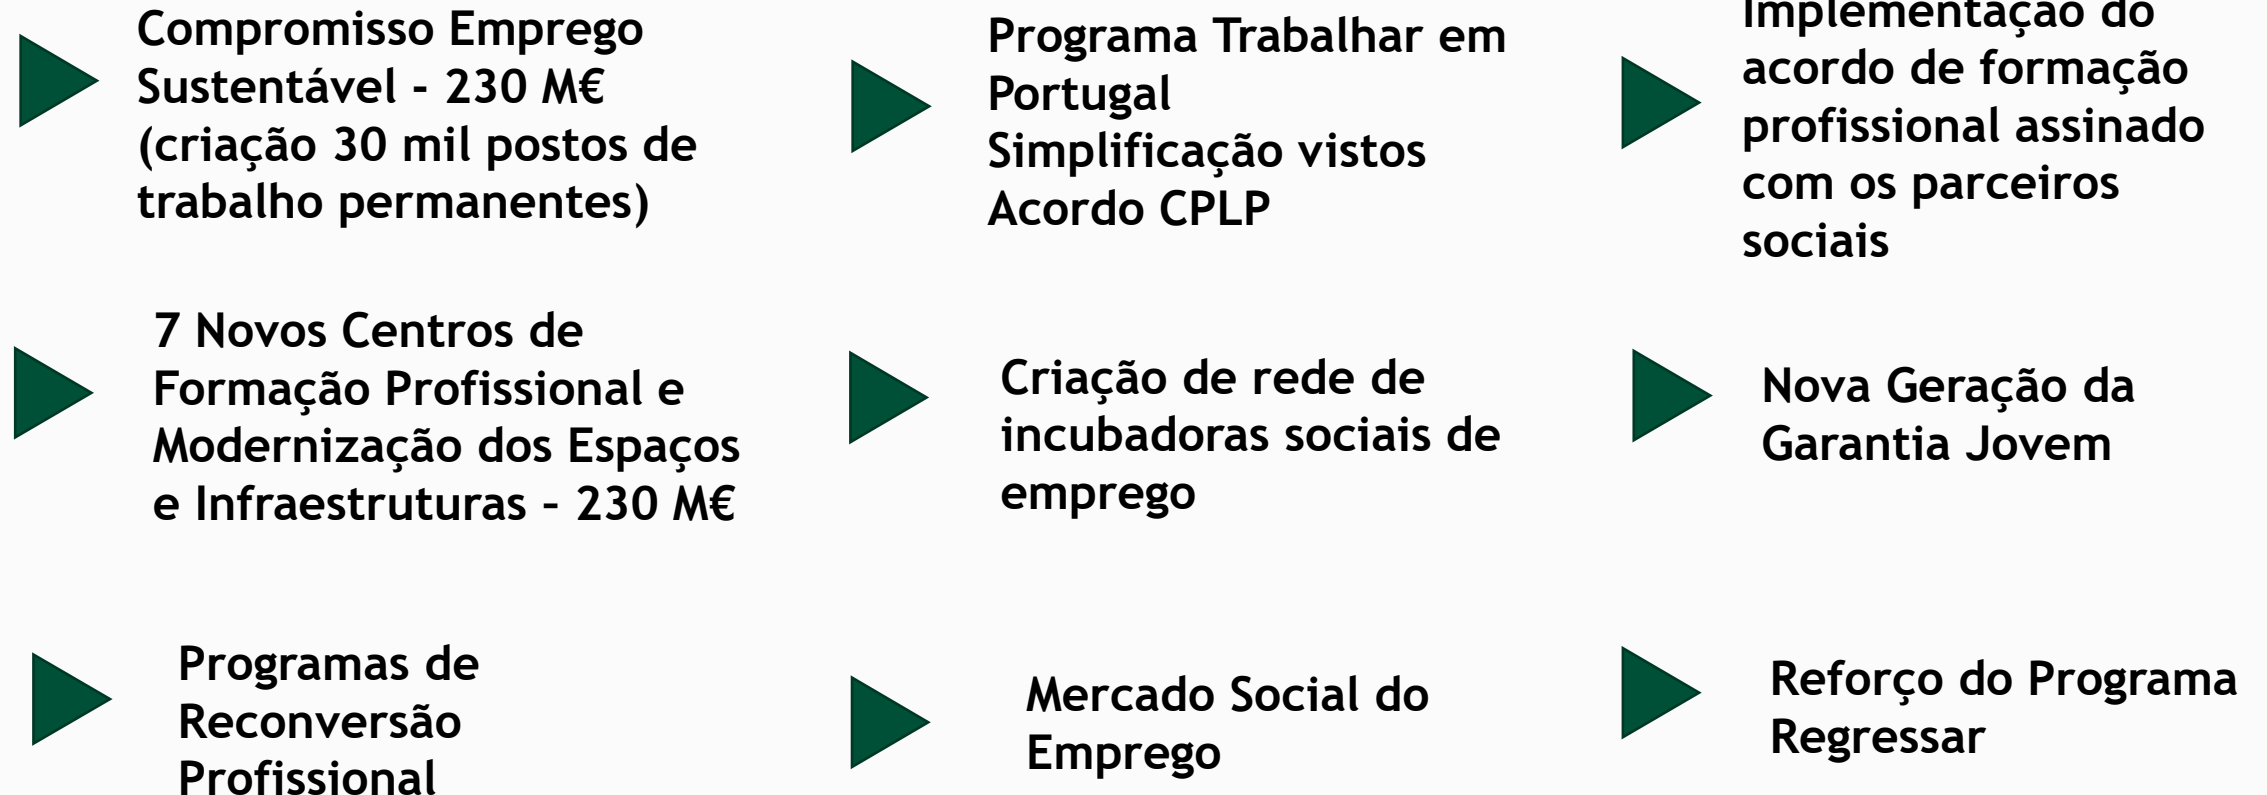 Compromisso Emprego
Sustentável - 230 M€
(criação 30 mil postos de
trabalho permanentes)
Programa Trabalhar em
Portugal
Simplificação vistos
Acordo CPLP
Implementação do
acordo de formação
profissional assinado
com os parceiros
sociais
7 Novos Centros de
Formação Profissional e
Modernização dos Espaços
e Infraestruturas – 230 M€
Criação de rede de
incubadoras sociais de
emprego
Nova Geração da
Garantia Jovem
Programas de
Reconversão
Profissional
Mercado Social do
Emprego
Reforço do Programa
Regressar